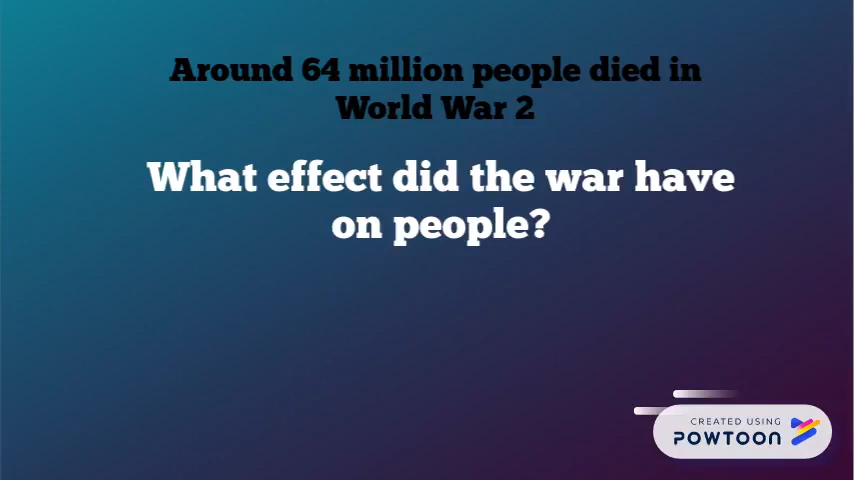 Around 64 million people died in
World War 2
What effect did the war have
on people?
CREATED USING
POWTOON